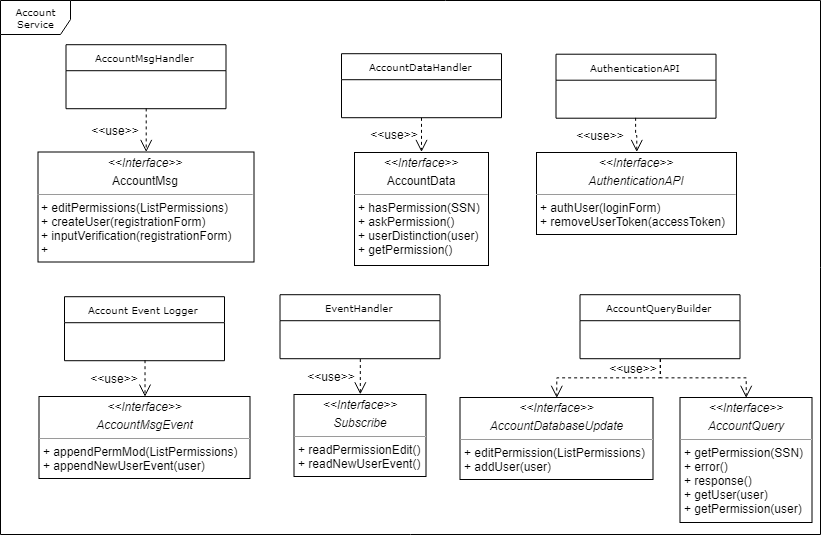 Account
Service
AccountMsgHandler
<<use>>
<<Interface>>
AccountMsg
+ editPermissions(ListPermissions)
+ createUser(registrationForm)
+ inputVerification(registrationForm)
+
AccountDataHandler
<<use>>
<<Interface>>
AccountData
+ hasPermission(SSN)
+ askPermission()
+ userDistinction(user)
+ getPermission()
AuthenticationAPI
<<use>>
<<Interface>>
AuthenticationAPI
+ authUser(loginForm)
+ removeUserToken(accessToken)
Account Event Logger
<<use>>
<<Interface>>
AccountMsgEvent
+ appendPermMod(ListPermissions)
+ appendNewUserEvent(user)
EventHandler
<<use>>
<<Interface>>
Subscribe
+ readPermissionEdit()
+ readNewUserEvent()
AccountQueryBuilder
<<use>>
<<Interface>>
AccountDatabaseUpdate
+ editPermission(ListPermissions)
+ addUser(user)
<<Interface>>
AccountQuery
+ getPermission(SSN)
+ error()
+ response()
+ getUser(user)
+ getPermission(user)